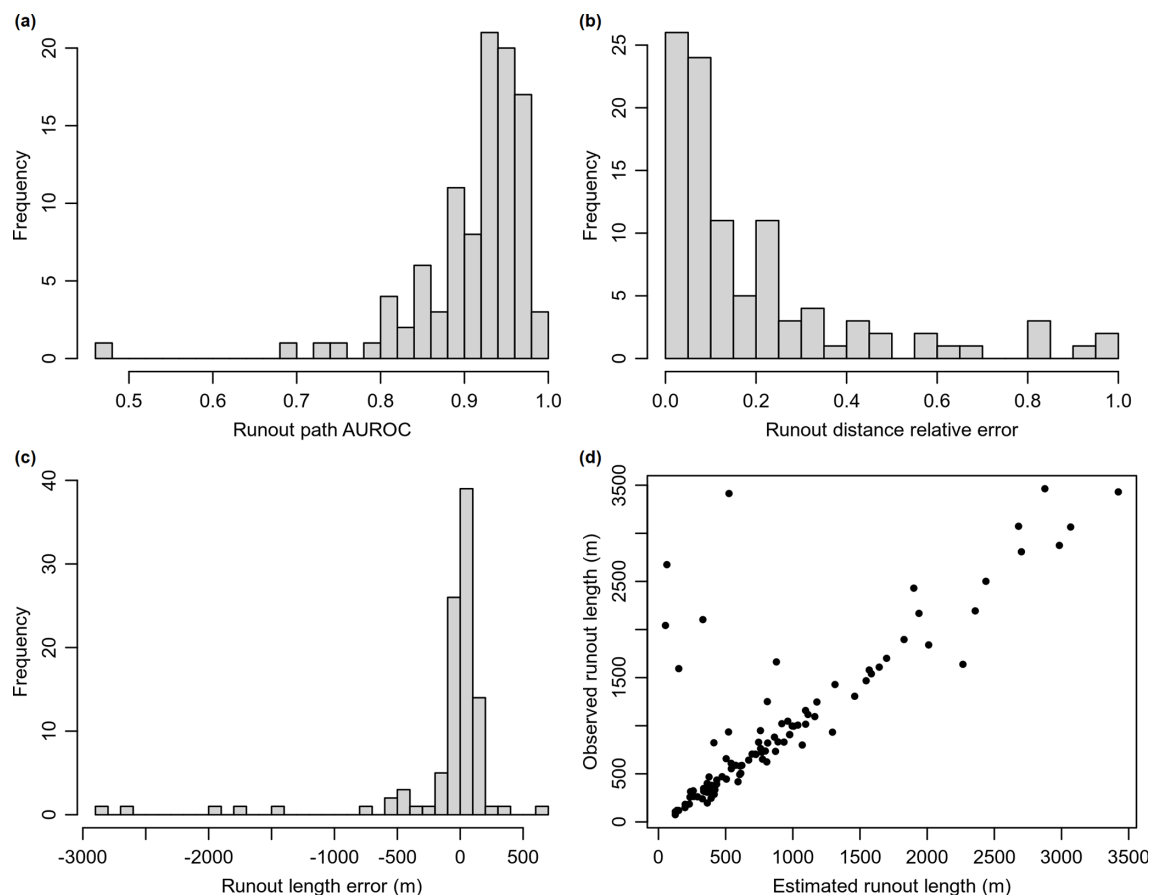 (a)
Frequency
0 5 10 15 20
0.5 0.6 0.7 0.8 0.9 1.0
Runout path AUROC
(b)
Frequency
0 5 10 15 20 25
0.0 0.2 0.4 0.6 0.8 1.0
Runout distance relative error
(c)
Frequency
0 10 20 30 40
-3000 -2000 -1000 0 500
Runout length error (m)
(d)
Observed runout length (m)
0 500 1500 2500 3500
0 500 1000 1500 2000 2500 3000 3500
Estimated runout length (m)